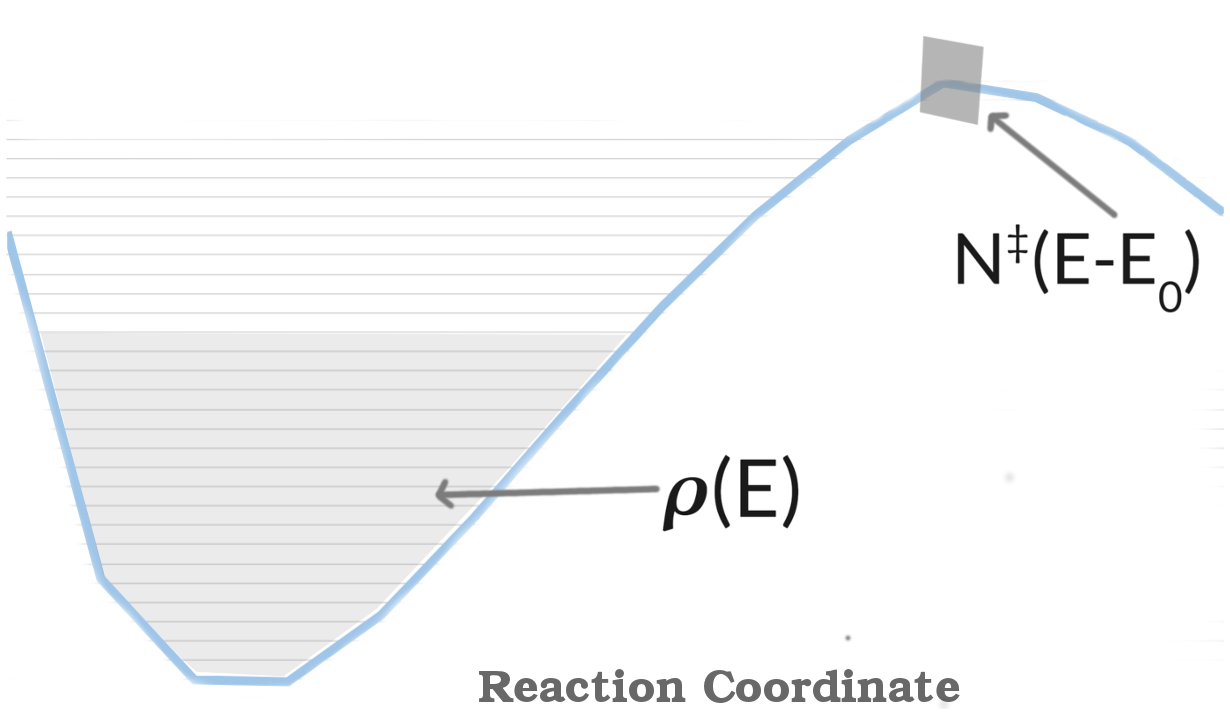 N‡(E-E₀)
ρ(E)
Reaction Coordinate